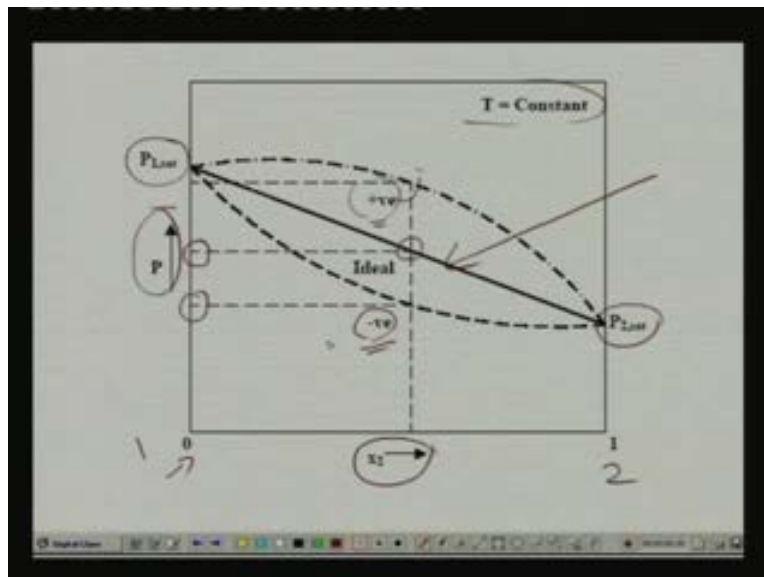 T = Constant
P1,sat
+ve
P
Ideal
-ve
P2,sat
1
0
x2
1
2